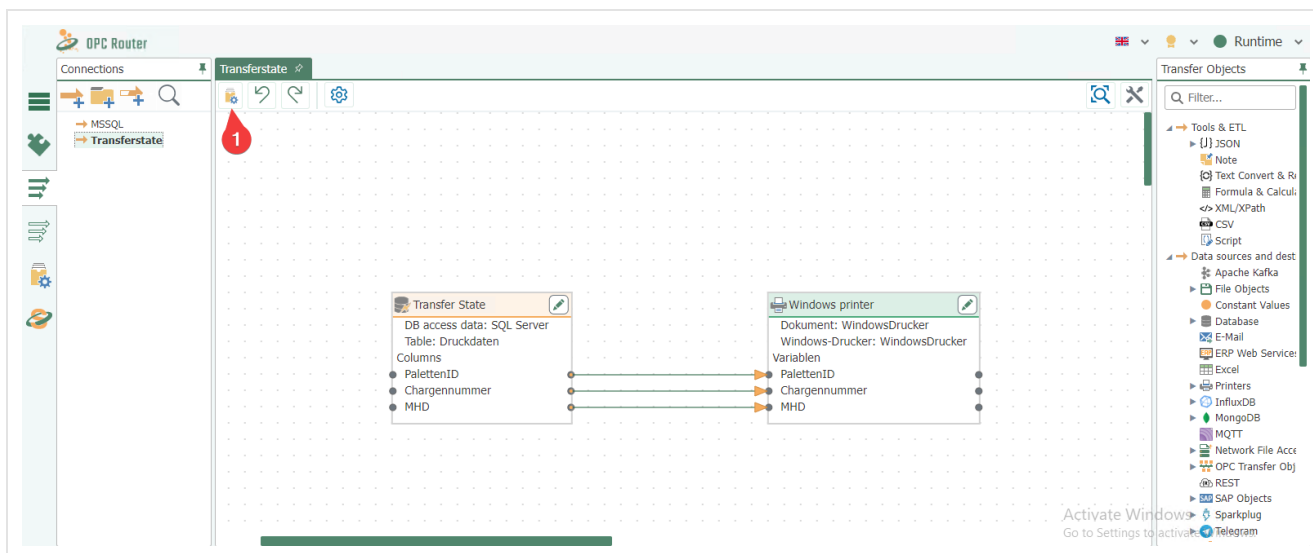 OPC Router
Runtime
Connections
MSSQL
Transferstate
Transferstate
1
Transfer State
DB access data: SQL Server
Table: Druckdaten
Columns
PalettenID
Chargennummer
MHD
Windows printer
Dokument: WindowsDrucker
Windows-Drucker: WindowsDrucker
Variablen
PalettenID
Chargennummer
MHD
Transfer Objects
Filter...
Tools & ETL
{J} JSON
Note
Text Convert & R
Formula & Calcul
</> XML/XPath
CSV
Script
Data sources and dest
Apache Kafka
File Objects
Constant Values
Database
E-Mail
ERP Web Service
Excel
Printers
InfluxDB
MongoDB
MQTT
Network File Acce
OPC Transfer Obj
REST
SAP Objects
Sparkplug
Telegram
Activate Windows
Go to Settings to activate